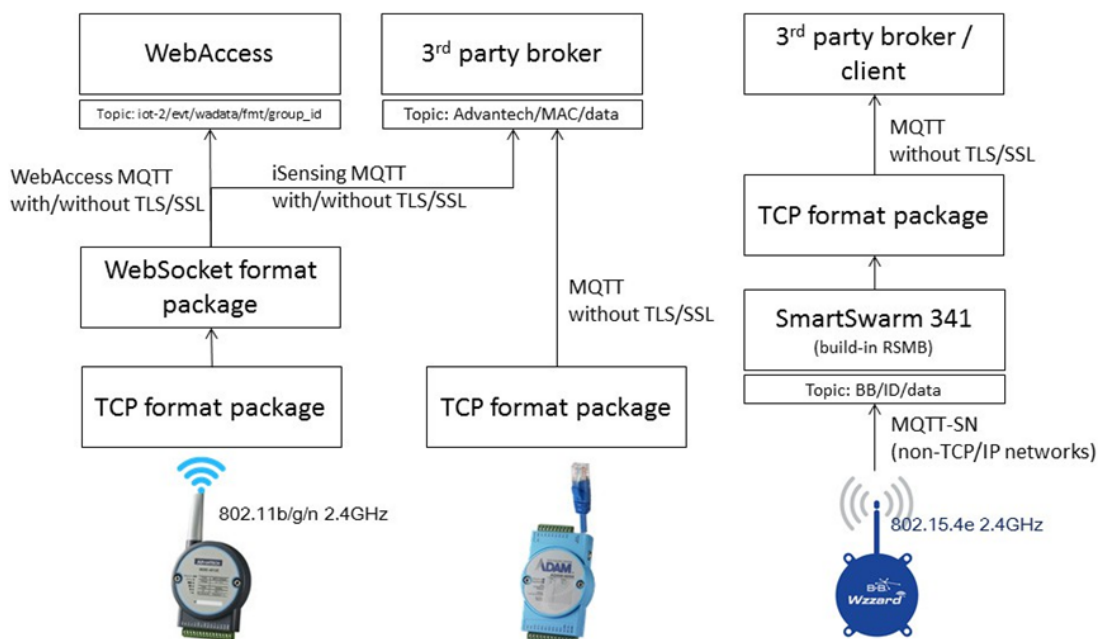 WebAccess
Topic: iot-2/evt/wadata/fmt/group_id
3rd party broker
Topic: Advantech/MAC/data
3rd party broker /
client
WebAccess MQTT
with/without TLS/SSL
iSensing MQTT
with/without TLS/SSL
MQTT
without TLS/SSL
WebSocket format
package
MQTT
without TLS/SSL
TCP format package
SmartSwarm 341
(build-in RSMB)
Topic: BB/ID/data
TCP format package
TCP format package
MQTT-SN
(non-TCP/IP networks)
802.11b/g/n 2.4GHz
802.15.4e 2.4GHz
ADAM
B+B
Wzzard